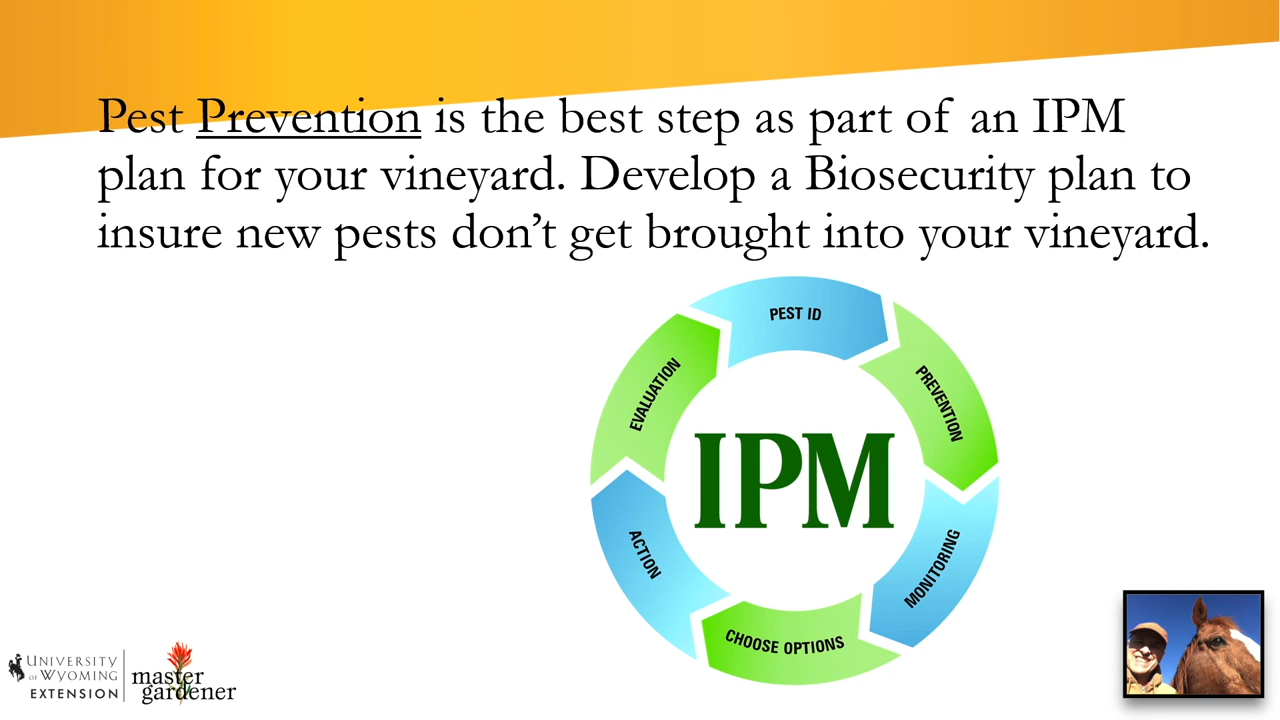 Pest Prevention is the best step as part of an IPM
plan for your vineyard. Develop a Biosecurity plan to
insure new pests don’t get brought into your vineyard.
PEST ID
PREVENTION
MONITORING
CHOOSE OPTIONS
ACTION
EVALUATION
IPM
UNIVERSITY
OF WYOMING
EXTENSION
master
gardener